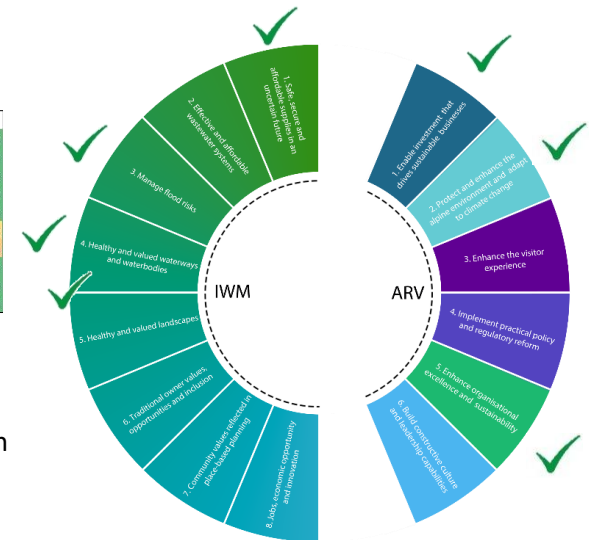 1. Safe, secure and
affordable supplies in an
uncertain future
2. Effective and affordable
wastewater systems
3. Manage flood risks
4. Healthy and valued waterways
and waterbodies
5. Healthy and valued landscapes
6. Traditional owner values,
opportunities and inclusion
7. Community values reflected in
place-based planning
8. Jobs, economic opportunity
and innovation
IWM
ARV
1. Enable investment that
drives sustainable businesses
2. Protect and enhance the
alpine environment and adapt
to climate change
3. Enhance the visitor
experience
4. Implement practical policy
and regulatory reform
5. Enhance organisational
excellence and sustainability
6. Build constructive culture
and leadership capabilities